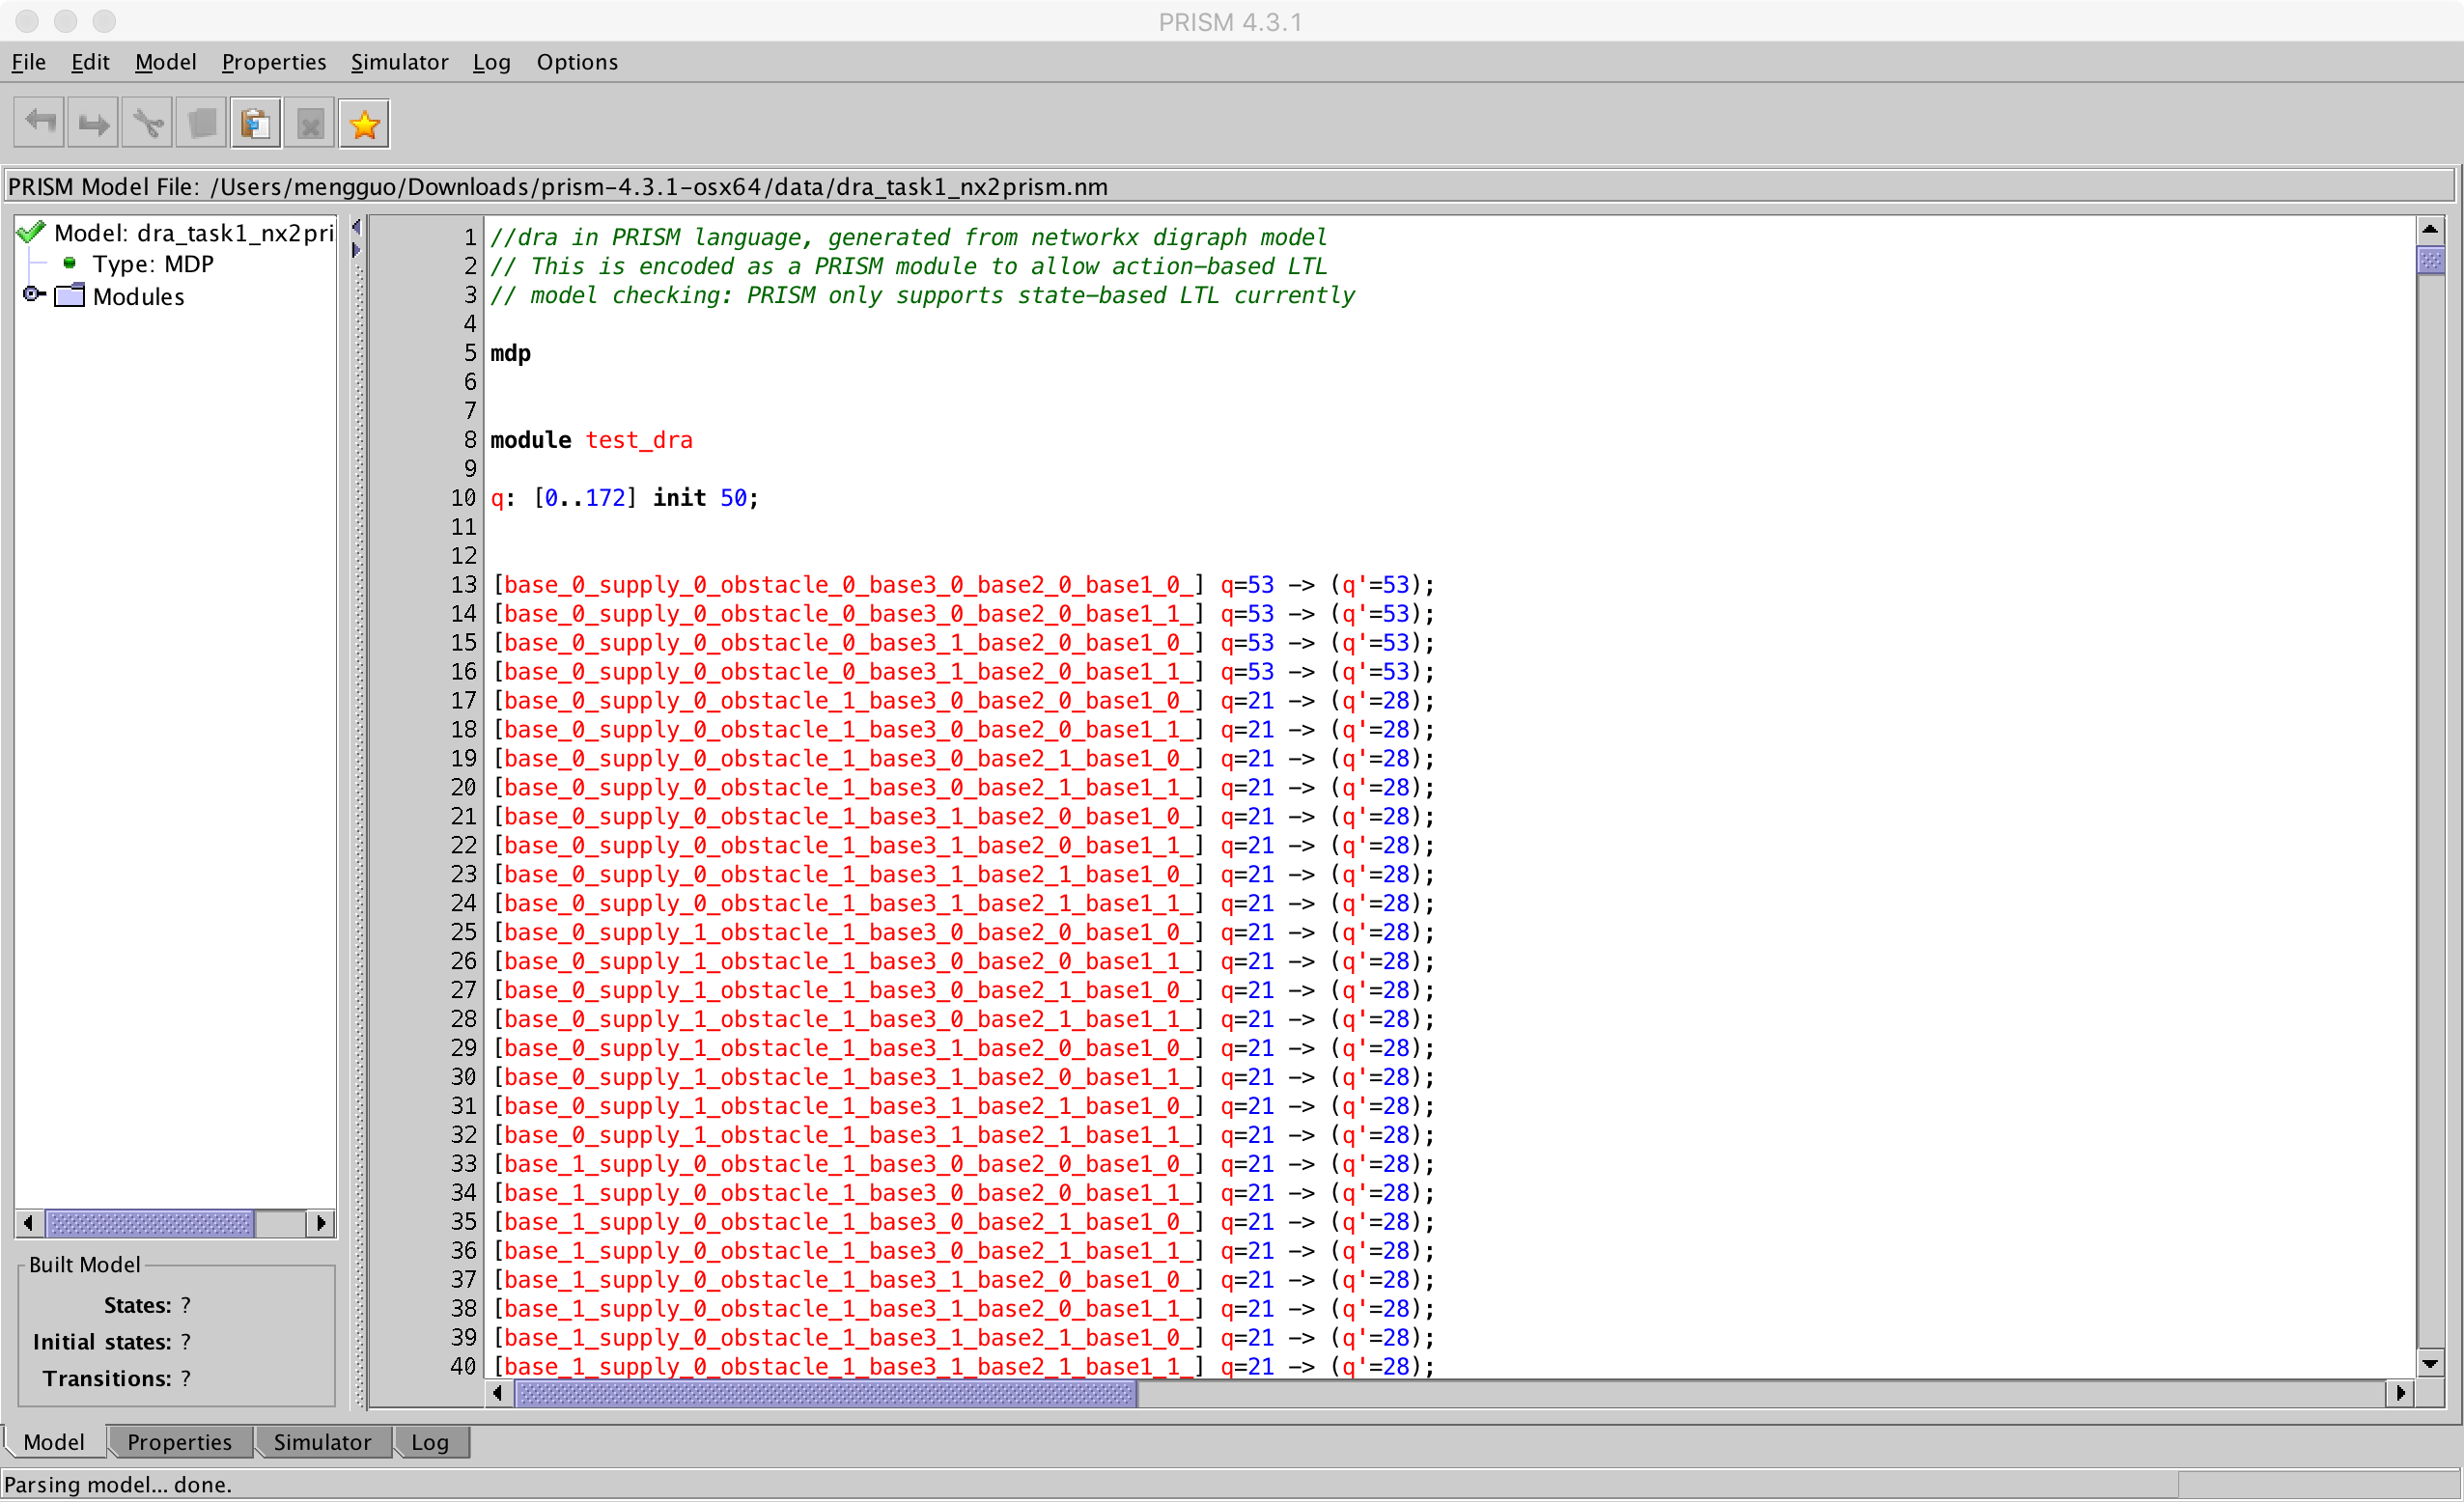 PRISM 4.3.1
File Edit Model Properties Simulator Log Options
PRISM Model File: /Users/mengguo/Downloads/prism-4.3.1-osx64/data/dra_task1_nx2prism.nm
Model: dra_task1_nx2pri
Type: MDP
Modules
1 //dra in PRISM language, generated from networkx digraph model
2 // This is encoded as a PRISM module to allow action-based LTL
3 // model checking: PRISM only supports state-based LTL currently
4
5 mdp
6
7
8 module test_dra
9
10 q: [0..172] init 50;
11
12
13 [base_0_supply_0_obstacle_0_base3_0_base2_0_base1_0_] q=53 -> (q'=53);
14 [base_0_supply_0_obstacle_0_base3_0_base2_0_base1_1_] q=53 -> (q'=53);
15 [base_0_supply_0_obstacle_0_base3_1_base2_0_base1_0_] q=53 -> (q'=53);
16 [base_0_supply_0_obstacle_0_base3_1_base2_0_base1_1_] q=53 -> (q'=53);
17 [base_0_supply_0_obstacle_1_base3_0_base2_0_base1_0_] q=21 -> (q'=28);
18 [base_0_supply_0_obstacle_1_base3_0_base2_0_base1_1_] q=21 -> (q'=28);
19 [base_0_supply_0_obstacle_1_base3_0_base2_1_base1_0_] q=21 -> (q'=28);
20 [base_0_supply_0_obstacle_1_base3_0_base2_1_base1_1_] q=21 -> (q'=28);
21 [base_0_supply_0_obstacle_1_base3_1_base2_0_base1_0_] q=21 -> (q'=28);
22 [base_0_supply_0_obstacle_1_base3_1_base2_0_base1_1_] q=21 -> (q'=28);
23 [base_0_supply_0_obstacle_1_base3_1_base2_1_base1_0_] q=21 -> (q'=28);
24 [base_0_supply_0_obstacle_1_base3_1_base2_1_base1_1_] q=21 -> (q'=28);
25 [base_0_supply_1_obstacle_1_base3_0_base2_0_base1_0_] q=21 -> (q'=28);
26 [base_0_supply_1_obstacle_1_base3_0_base2_0_base1_1_] q=21 -> (q'=28);
27 [base_0_supply_1_obstacle_1_base3_0_base2_1_base1_0_] q=21 -> (q'=28);
28 [base_0_supply_1_obstacle_1_base3_0_base2_1_base1_1_] q=21 -> (q'=28);
29 [base_0_supply_1_obstacle_1_base3_1_base2_0_base1_0_] q=21 -> (q'=28);
30 [base_0_supply_1_obstacle_1_base3_1_base2_0_base1_1_] q=21 -> (q'=28);
31 [base_0_supply_1_obstacle_1_base3_1_base2_1_base1_0_] q=21 -> (q'=28);
32 [base_0_supply_1_obstacle_1_base3_1_base2_1_base1_1_] q=21 -> (q'=28);
33 [base_1_supply_0_obstacle_1_base3_0_base2_0_base1_0_] q=21 -> (q'=28);
34 [base_1_supply_0_obstacle_1_base3_0_base2_0_base1_1_] q=21 -> (q'=28);
35 [base_1_supply_0_obstacle_1_base3_0_base2_1_base1_0_] q=21 -> (q'=28);
36 [base_1_supply_0_obstacle_1_base3_0_base2_1_base1_1_] q=21 -> (q'=28);
37 [base_1_supply_0_obstacle_1_base3_1_base2_0_base1_0_] q=21 -> (q'=28);
38 [base_1_supply_0_obstacle_1_base3_1_base2_0_base1_1_] q=21 -> (q'=28);
39 [base_1_supply_0_obstacle_1_base3_1_base2_1_base1_0_] q=21 -> (q'=28);
40 [base_1_supply_0_obstacle_1_base3_1_base2_1_base1_1_] q=21 -> (q'=28);
Built Model
States: ?
Initial states: ?
Transitions: ?
Model Properties Simulator Log
Parsing model... done.